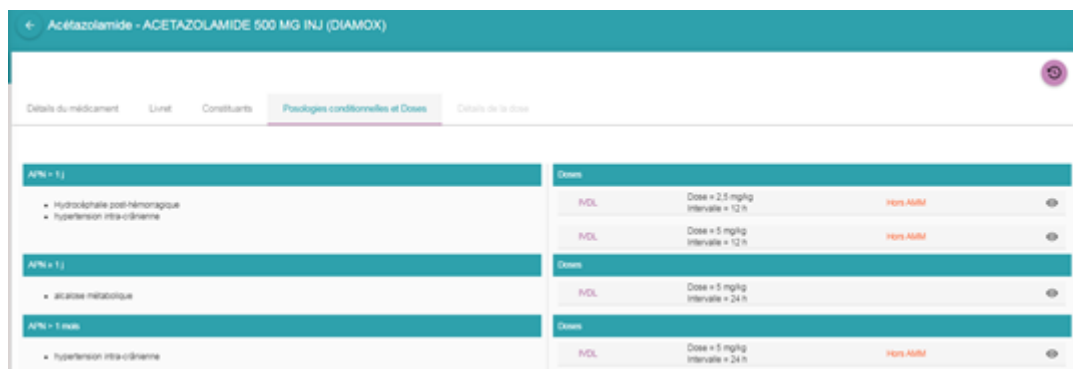 Acétazolamide - ACETAZOLAMIDE 500 MG INJ (DIAMOX)
Détails du médicament Livret Constituants Posologies conditionnelles et Doses Détails de la dose
APN > 1 j Doses
Hydrocéphalie post-hémorragique
hypertension intra-crânienne
IVDL Dose = 2,5 mg/kg Hors AMM
Intervalle = 12 h
IVDL Dose = 5 mg/kg Hors AMM
Intervalle = 12 h
APN > 1 j Doses
alcalose métabolique
IVDL Dose = 5 mg/kg
Intervalle = 24 h
APN > 1 mois Doses
hypertension intra-crânienne
IVDL Dose = 5 mg/kg Hors AMM
Intervalle = 24 h